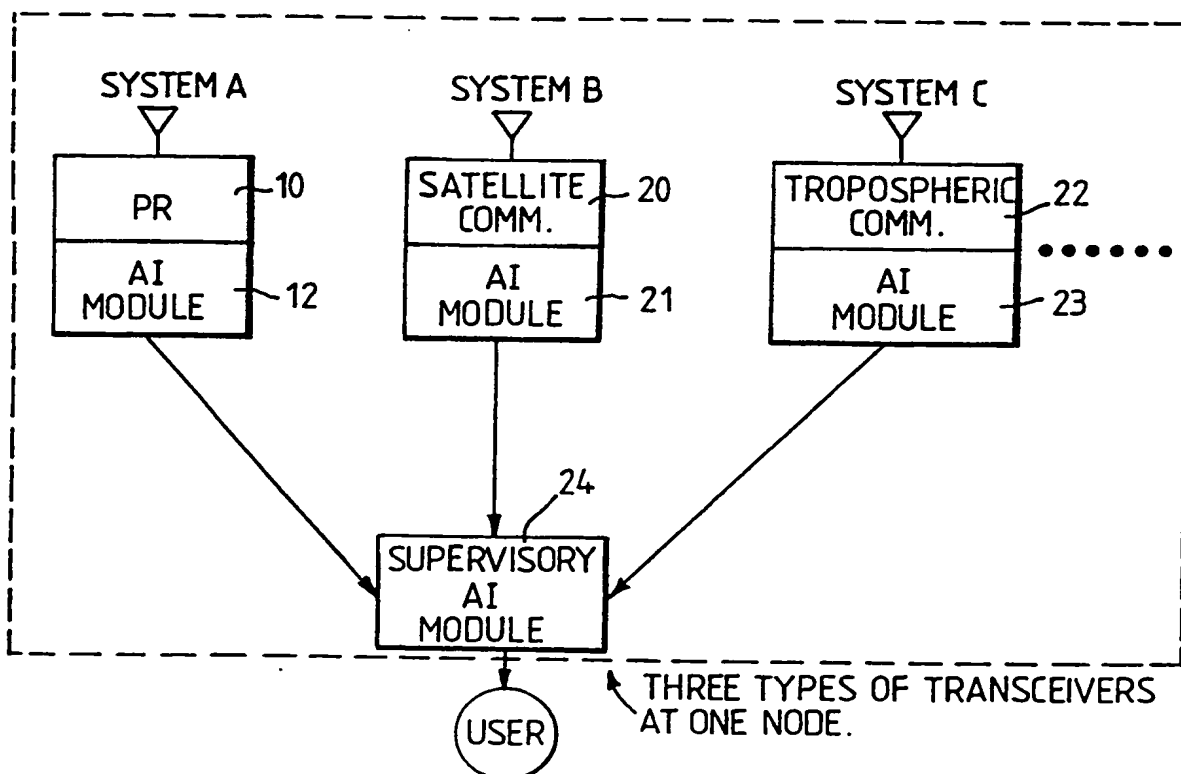 SYSTEM A
SYSTEM B
SYSTEM C
PR
10
AI
MODULE
12
SATELLITE
COMM.
20
AI
MODULE
21
TROPOSPHERIC
COMM.
22
AI
MODULE
23
24
SUPERVISORY
AI
MODULE
USER
THREE TYPES OF TRANSCEIVERS
AT ONE NODE.